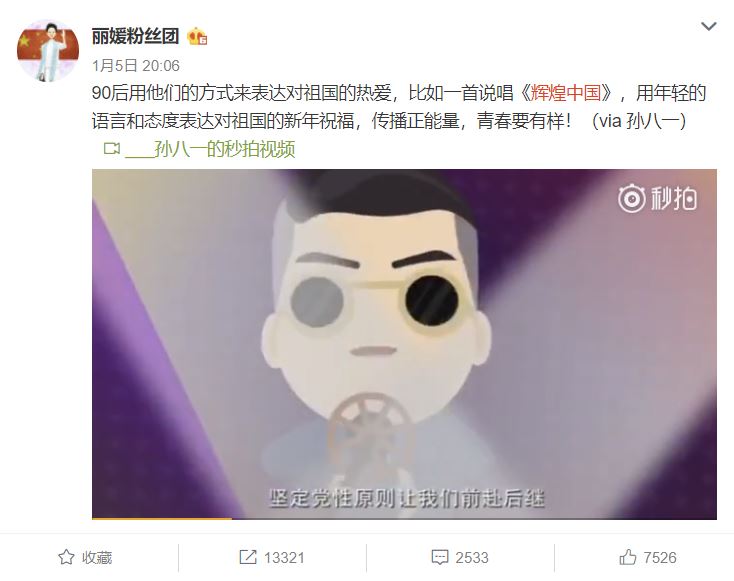 丽媛粉丝团
1月5日 20:06
90后用他们的方式来表达对祖国的热爱，比如一首说唱《辉煌中国》，用年轻的
语言和态度表达对祖国的新年祝福，传播正能量，青春要有样！（via 孙八一）
____孙八一的秒拍视频
秒拍
坚定党性原则让我们前赴后继
收藏
13321
2533
7526